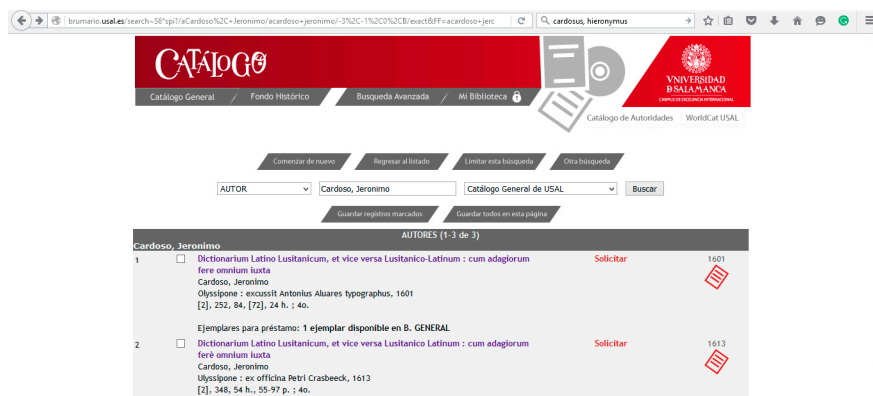 brumario.usal.es/search~S6*spi?/aCardoso%2C+Jeronimo/acardoso+jeronimo/-3%2C-1%2C0%2CB/exact&FF=acardoso+jerc
cardosus, hieronymus
CATÁLOGO
VNIVERSIDAD
D SALAMANCA
CAMPUS DE EXCELENCIA INTERNACIONAL
Catálogo General / Fondo Histórico Busqueda Avanzada / Mi Biblioteca
Catálogo de Autoridades WorldCat USAL
Comenzar de nuevo Regresar al listado Limitar esta búsqueda Otra búsqueda
AUTOR Cardoso, Jeronimo Catálogo General de USAL Buscar
Guardar registros marcados Guardar todos en esta página
AUTORES (1-3 de 3)
Cardoso, Jeronimo
1 Dictionarium Latino Lusitanicum, et vice versa Lusitanico-Latinum : cum adagiorum Solicitar 1601
fere omnium iuxta
Cardoso, Jeronimo
Olyssipone : excussit Antonius Aluares typographus, 1601
[2], 252, 84, [72], 24 h. ; 4o.
Ejemplares para préstamo: 1 ejemplar disponible en B. GENERAL
2 Dictionarium Latino Lusitanicum, et vice versa Lusitanico Latinum : cum adagiorum Solicitar 1613
ferè omnium iuxta
Cardoso, Jeronimo
Ulyssipone : ex officina Petri Crasbeeck, 1613
[2], 348, 54 h., 55-97 p. ; 4o.